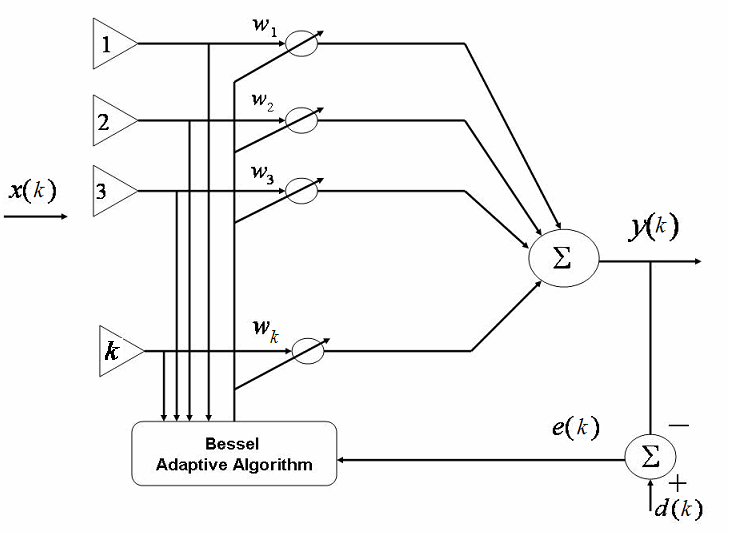 1
w1
2
w2
3
w3
x(k)
y(k)
Σ
k
wk
Bessel
Adaptive Algorithm
e(k)
−
Σ
+
d(k)